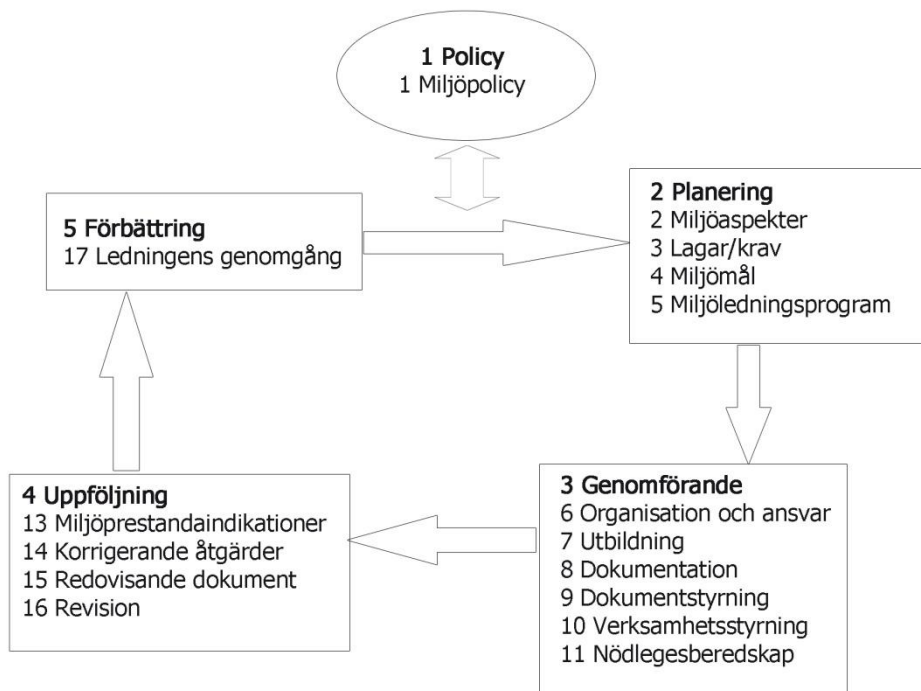 1 Policy
1 Miljöpolicy
2 Planering
2 Miljöaspekter
3 Lagar/krav
4 Miljömål
5 Miljöledningsprogram
3 Genomförande
6 Organisation och ansvar
7 Utbildning
8 Dokumentation
9 Dokumentstyrning
10 Verksamhetsstyrning
11 Nödlegesberedskap
4 Uppföljning
13 Miljöprestandaindikationer
14 Korrigerande åtgärder
15 Redovisande dokument
16 Revision
5 Förbättring
17 Ledningens genomgång